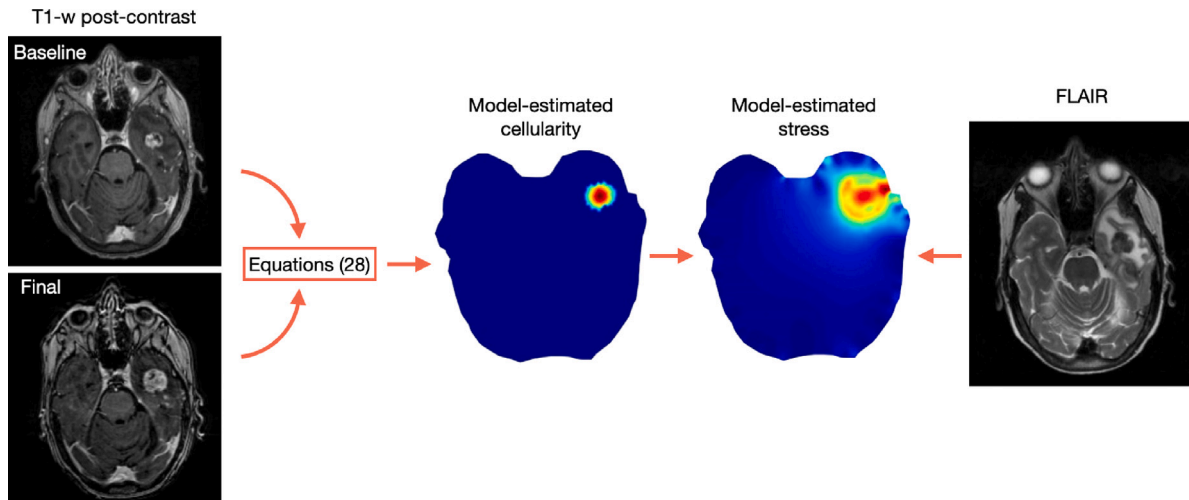 T1-w post-contrast
Baseline
Final
Equations (28)
Model-estimated
cellularity
Model-estimated
stress
FLAIR